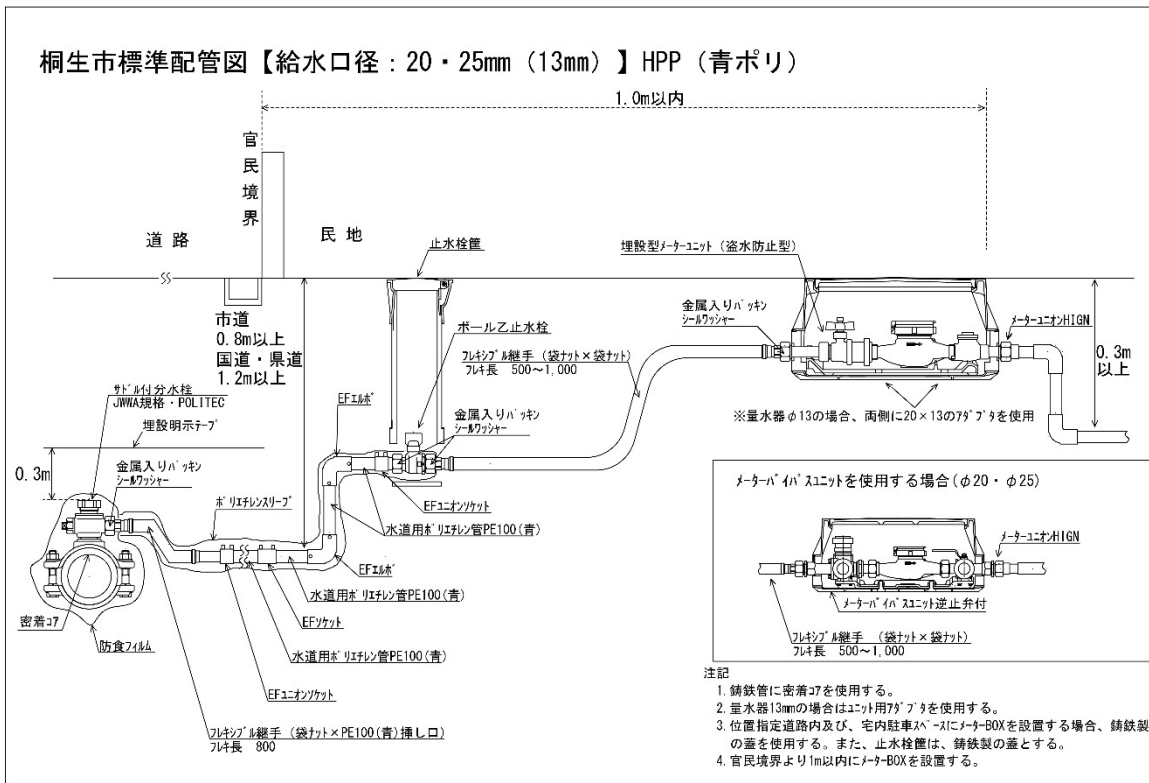 桐生市標準配管図【給水口径：20・25mm（13mm）】HPP（青ポリ）
1.0m以内
官民境界
道路
民地
止水栓筐
埋設型ﾒｰﾀｰﾕﾆｯﾄ（盗水防止型）
市道
0.8m以上
国道・県道
1.2m以上
ボール乙止水栓
金属入りﾊﾟｯｷﾝ
ｼｰﾙﾜｯｼｬｰ
ﾒｰﾀｰﾕﾆｵﾝHIGN
ﾌﾚｷｼﾌﾞﾙ継手（袋ﾅｯﾄ×袋ﾅｯﾄ）
ﾌﾚｷ長 500～1,000
0.3m
以上
ｻﾄﾞﾙ付分水栓
JWWA規格・POLITEC
EFｴﾙﾎﾞ
金属入りﾊﾟｯｷﾝ
ｼｰﾙﾜｯｼｬｰ
※量水器φ13の場合、両側に20×13のｱﾀﾞﾌﾟﾀを使用
埋設明示ﾃｰﾌﾟ
0.3m
金属入りﾊﾟｯｷﾝ
ｼｰﾙﾜｯｼｬｰ
ﾎﾟﾘｴﾁﾚﾝｽﾘｰﾌﾞ
EFﾕﾆｵﾝｿｹｯﾄ
水道用ﾎﾟﾘｴﾁﾚﾝ管PE100(青)
EFｴﾙﾎﾞ
水道用ﾎﾟﾘｴﾁﾚﾝ管PE100(青)
密着ｺｱ
防食ﾌｨﾙﾑ
EFｿｹｯﾄ
水道用ﾎﾟﾘｴﾁﾚﾝ管PE100(青)
EFﾕﾆｵﾝｿｹｯﾄ
ﾌﾚｷｼﾌﾞﾙ継手（袋ﾅｯﾄ×PE100(青)挿し口）
ﾌﾚｷ長 800
ﾒｰﾀｰﾊﾞｲﾊﾟｽﾕﾆｯﾄを使用する場合(φ20・φ25)
ﾒｰﾀｰﾕﾆｵﾝHIGN
ﾒｰﾀｰﾊﾞｲﾊﾟｽﾕﾆｯﾄ逆止弁付
ﾌﾚｷｼﾌﾞﾙ継手（袋ﾅｯﾄ×袋ﾅｯﾄ）
ﾌﾚｷ長 500～1,000
注記
1. 鋳鉄管に密着ｺｱを使用する。
2. 量水器13mmの場合はﾕﾆｯﾄ用ｱﾀﾞﾌﾟﾀを使用する。
3. 位置指定道路内及び、宅内駐車ｽﾍﾟｰｽにﾒｰﾀｰBOXを設置する場合、鋳鉄製
の蓋を使用する。また、止水栓筐は、鋳鉄製の蓋とする。
4. 官民境界より1m以内にﾒｰﾀｰBOXを設置する。